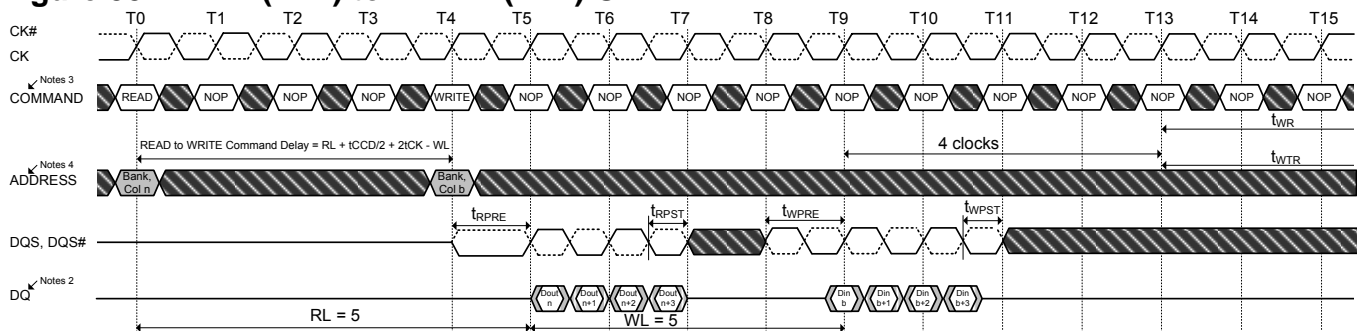 T0 T1 T2 T3 T4 T5 T6 T7 T8 T9 T10 T11 T12 T13 T14 T15
CK#
CK
Notes 3
COMMAND READ NOP NOP NOP WRITE NOP NOP NOP NOP NOP NOP NOP NOP NOP NOP NOP
tWR
READ to WRITE Command Delay = RL + tCCD/2 + 2tCK - WL
4 clocks
tWTR
Notes 4
ADDRESS
Bank, Col n
Bank, Col b
tRPRE tRPST tWPRE tWPST
DQS, DQS#
Notes 2
DQ
Dout n
Dout n+1
Dout n+2
Dout n+3
Din b
Din b+1
Din b+2
Din b+3
RL = 5 WL = 5